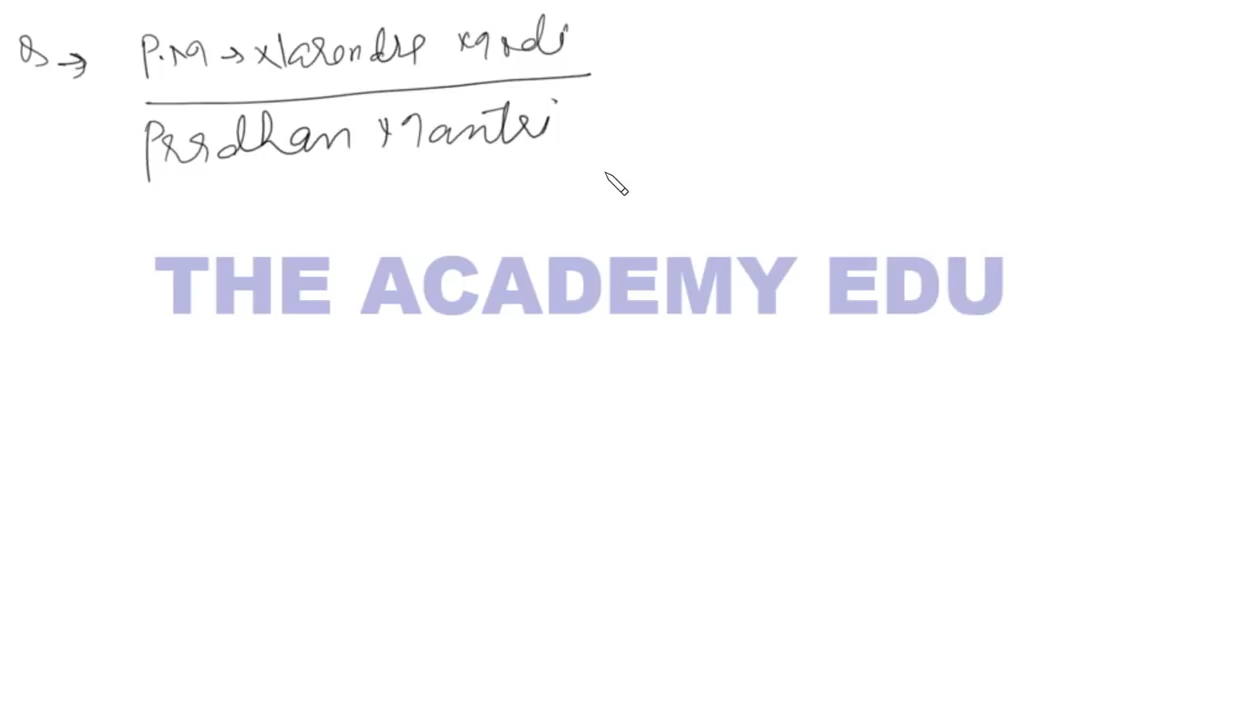 Q → P.M → Narendra Modi
Pradhan Mantri
THE ACADEMY EDU